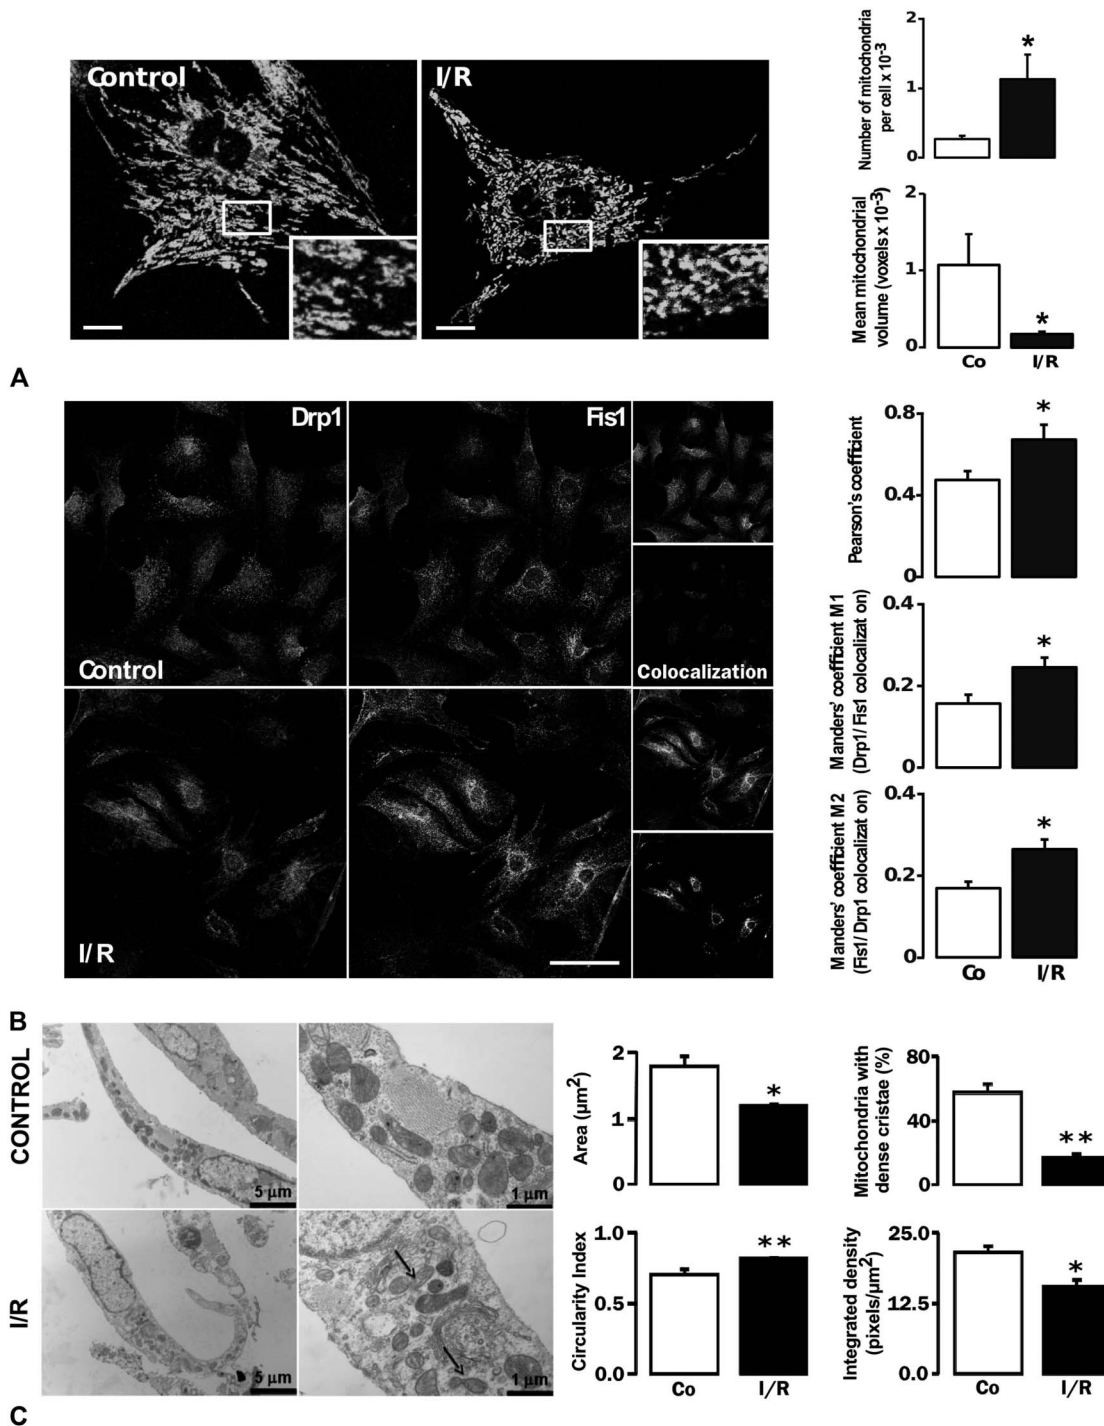 Control
I/R
Number of mitochondria
per cell x 10-3
2
1
0
*
Mean mitochondrial
volume (voxels x 10-3)
2
1
0
*
Co I/R
A
Drp1
Fis1
Control
Colocalization
I/R
Pearson's coefficient
0.8
0.4
0
*
Manders' coefficient M1
(Drp1/ Fis1 colocalizat on)
0.4
0.2
0
*
Manders' coefficient M2
(Fis1/ Drp1 colocalizat on)
0.4
0.2
0
*
Co I/R
B
CONTROL
5 µm
1 µm
I/R
5 µm
1 µm
Area (µm2)
2
1
0
*
Mitochondria with
dense cristae (%)
80
40
0
**
Circularity Index
1.0
0.5
0.0
**
Co I/R
Integrated density
(pixels/µm2)
25.0
12.5
0.0
*
Co I/R
C